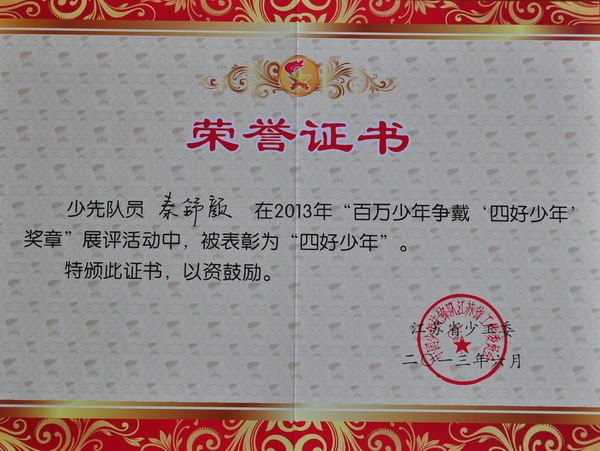 荣誉证书
少先队员 秦 在2013年“百万少年争戴‘四好少年’
奖章”展评活动中，被表彰为“四好少年”。
特颁此证书，以资鼓励。
江苏省少工委
二〇一三年六月